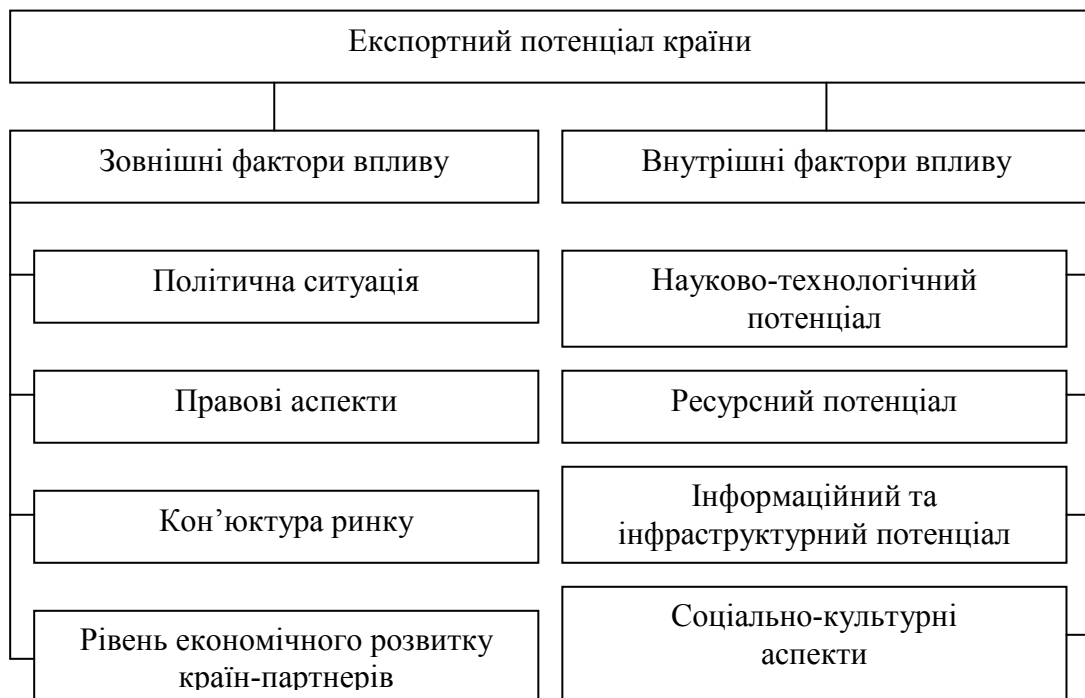 Експортний потенціал країни
Зовнішні фактори впливу
Внутрішні фактори впливу
Політична ситуація
Науково-технологічний
потенціал
Правові аспекти
Ресурсний потенціал
Кон’юктура ринку
Інформаційний та
інфраструктурний потенціал
Рівень економічного розвитку
країн-партнерів
Соціально-культурні
аспекти